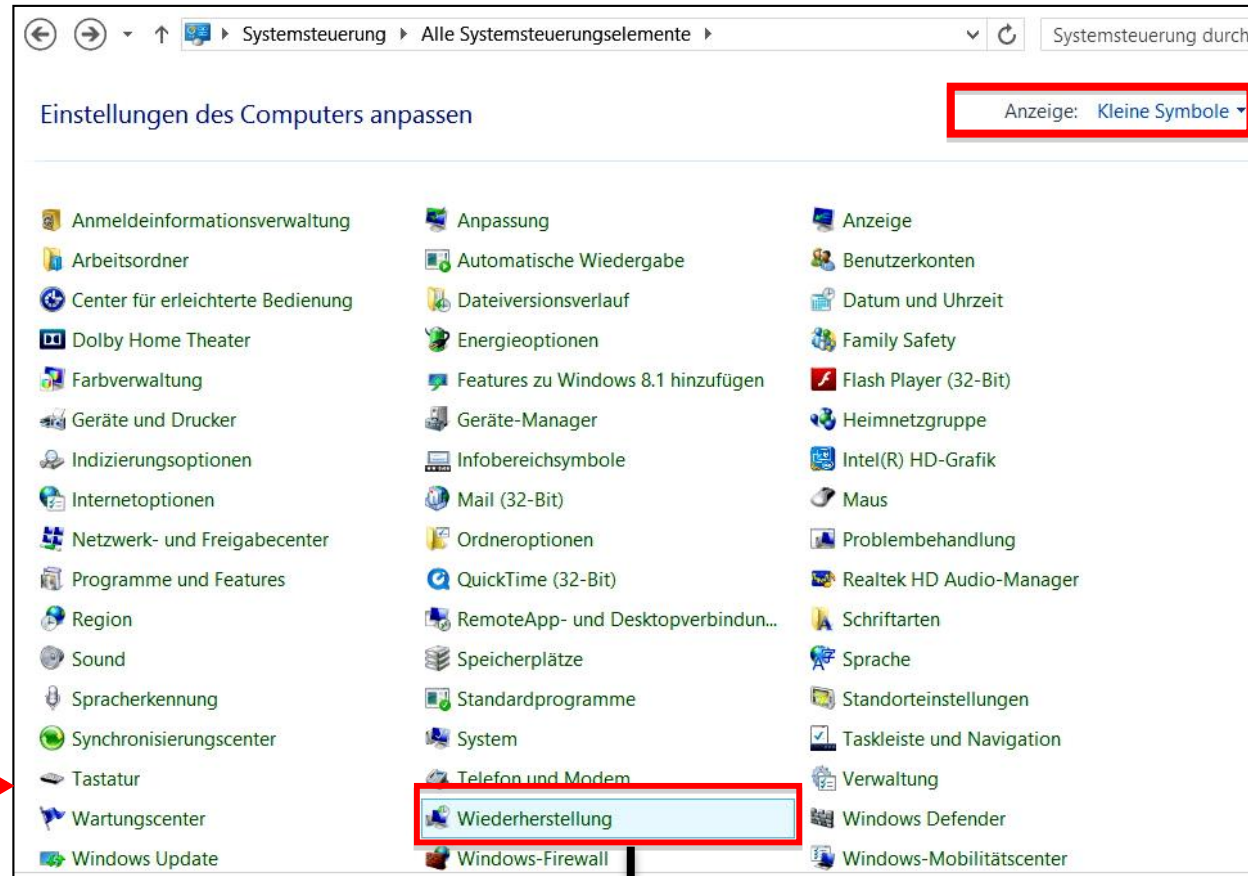 Systemsteuerung Alle Systemsteuerungselemente Systemsteuerung durch
Einstellungen des Computers anpassen
Anzeige: Kleine Symbole
Anmeldeinformationsverwaltung Anpassung Anzeige
Arbeitsordner Automatische Wiedergabe Benutzerkonten
Center für erleichterte Bedienung Dateiversionsverlauf Datum und Uhrzeit
Dolby Home Theater Energieoptionen Family Safety
Farbverwaltung Features zu Windows 8.1 hinzufügen Flash Player (32-Bit)
Geräte und Drucker Geräte-Manager Heimnetzgruppe
Indizierungsoptionen Infobereichsymbole Intel(R) HD-Grafik
Internetoptionen Mail (32-Bit) Maus
Netzwerk- und Freigabecenter Ordneroptionen Problembehandlung
Programme und Features QuickTime (32-Bit) Realtek HD Audio-Manager
Region RemoteApp- und Desktopverbindun... Schriftarten
Sound Speicherplätze Sprache
Spracherkennung Standardprogramme Standorteinstellungen
Synchronisierungscenter System Taskleiste und Navigation
Tastatur Telefon und Modem Verwaltung
Wartungscenter Wiederherstellung Windows Defender
Windows Update Windows-Firewall Windows-Mobilitätscenter